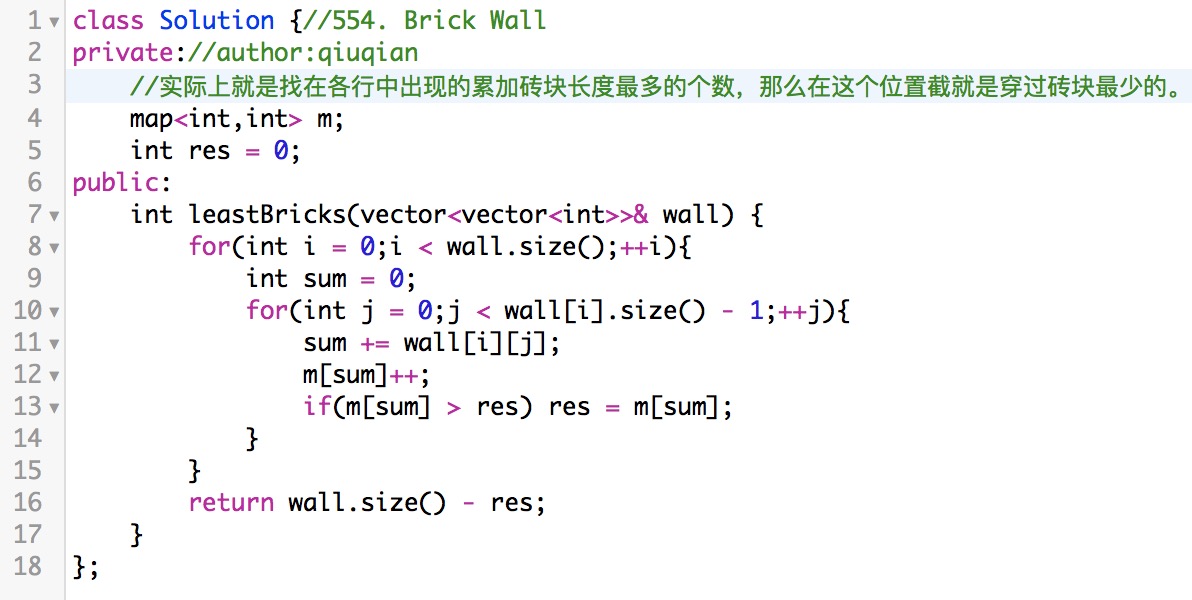 1 class Solution {//554. Brick Wall
2 private://author:qiuqian
3 //实际上就是找在各行中出现的累加砖块长度最多的个数，那么在这个位置截就是穿过砖块最少的。
4 map<int,int> m;
5 int res = 0;
6 public:
7 int leastBricks(vector<vector<int>>& wall) {
8 for(int i = 0;i < wall.size();++i){
9 int sum = 0;
10 for(int j = 0;j < wall[i].size() - 1;++j){
11 sum += wall[i][j];
12 m[sum]++;
13 if(m[sum] > res) res = m[sum];
14 }
15 }
16 return wall.size() - res;
17 }
18 };